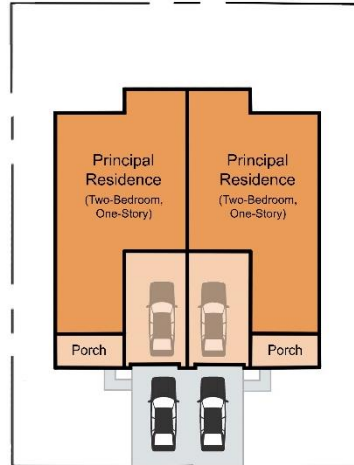 Principal
Residence
(Two-Bedroom,
One-Story)
Principal
Residence
(Two-Bedroom,
One-Story)
Porch
Porch